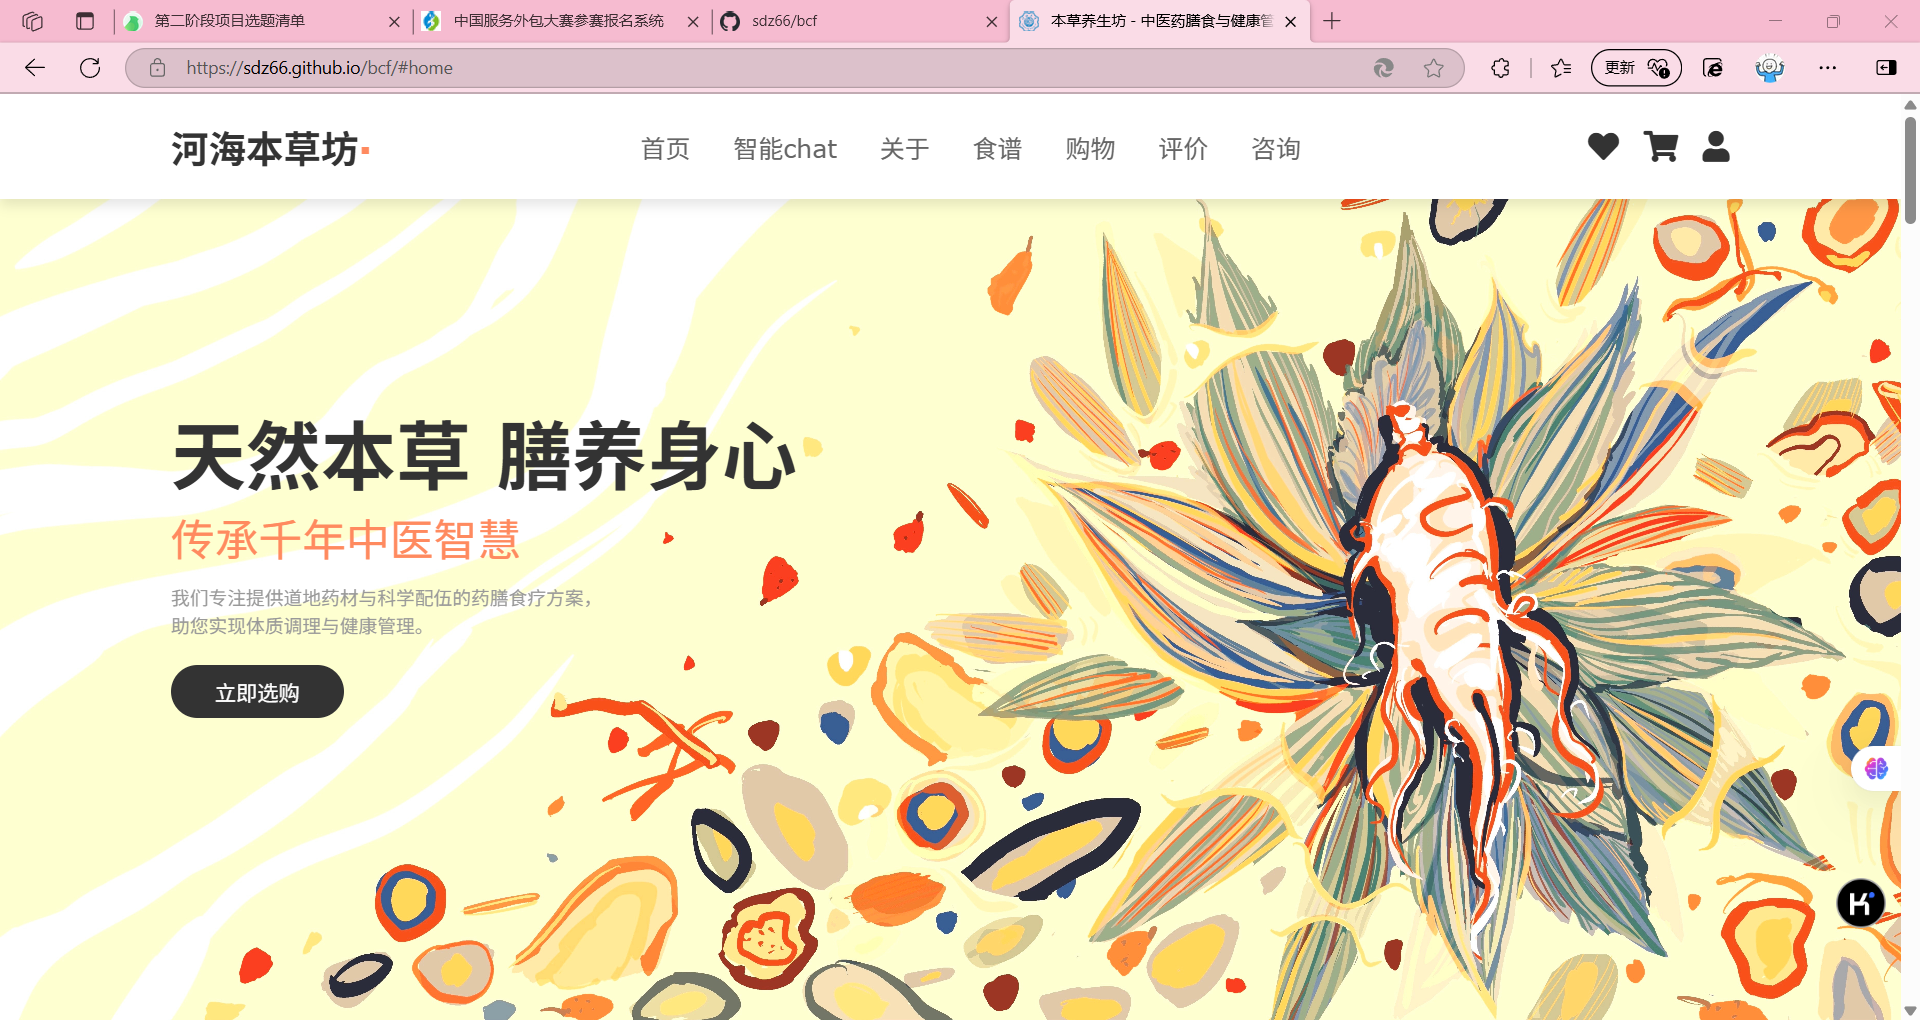 第二阶段项目选题清单
中国服务外包大赛参赛报名系统
sdz66/bcf
本草养生坊 - 中医药膳食与健康管
https://sdz66.github.io/bcf/#home
更新
河海本草坊
首页 智能chat 关于 食谱 购物 评价 咨询
天然本草 膳养身心
传承千年中医智慧
我们专注提供道地药材与科学配伍的药膳食疗方案，
助您实现体质调理与健康管理。
立即选购
K